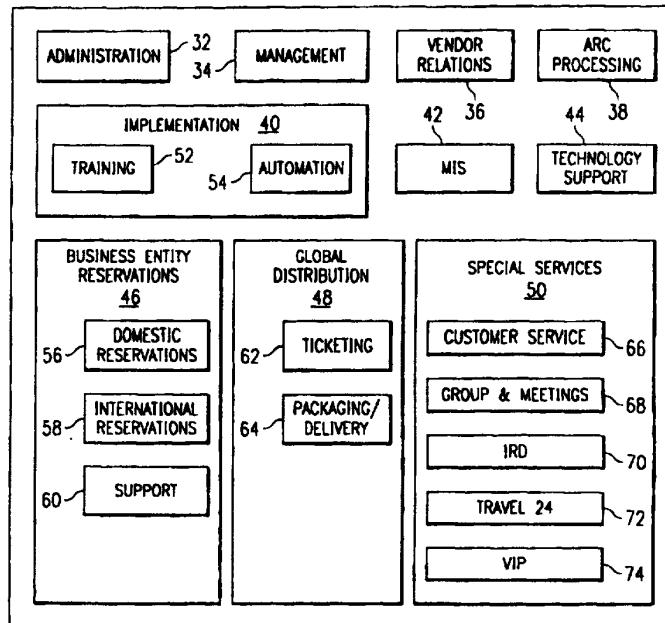 ADMINISTRATION
32
34
MANAGEMENT
VENDOR
RELATIONS
36
ARC
PROCESSING
38
IMPLEMENTATION 40
TRAINING
52
54
AUTOMATION
42
MIS
44
TECHNOLOGY
SUPPORT
BUSINESS ENTITY
RESERVATIONS
46
56
DOMESTIC
RESERVATIONS
58
INTERNATIONAL
RESERVATIONS
60
SUPPORT
GLOBAL
DISTRIBUTION
48
62
TICKETING
64
PACKAGING/
DELIVERY
SPECIAL SERVICES
50
CUSTOMER SERVICE
66
GROUP & MEETINGS
68
IRD
70
TRAVEL 24
72
VIP
74